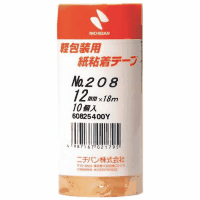 NICHIBAN
軽包装用
紙粘着テープ
No.208
12mm×18m
10個入
60825400Y
4987167025793
ニチバン株式会社